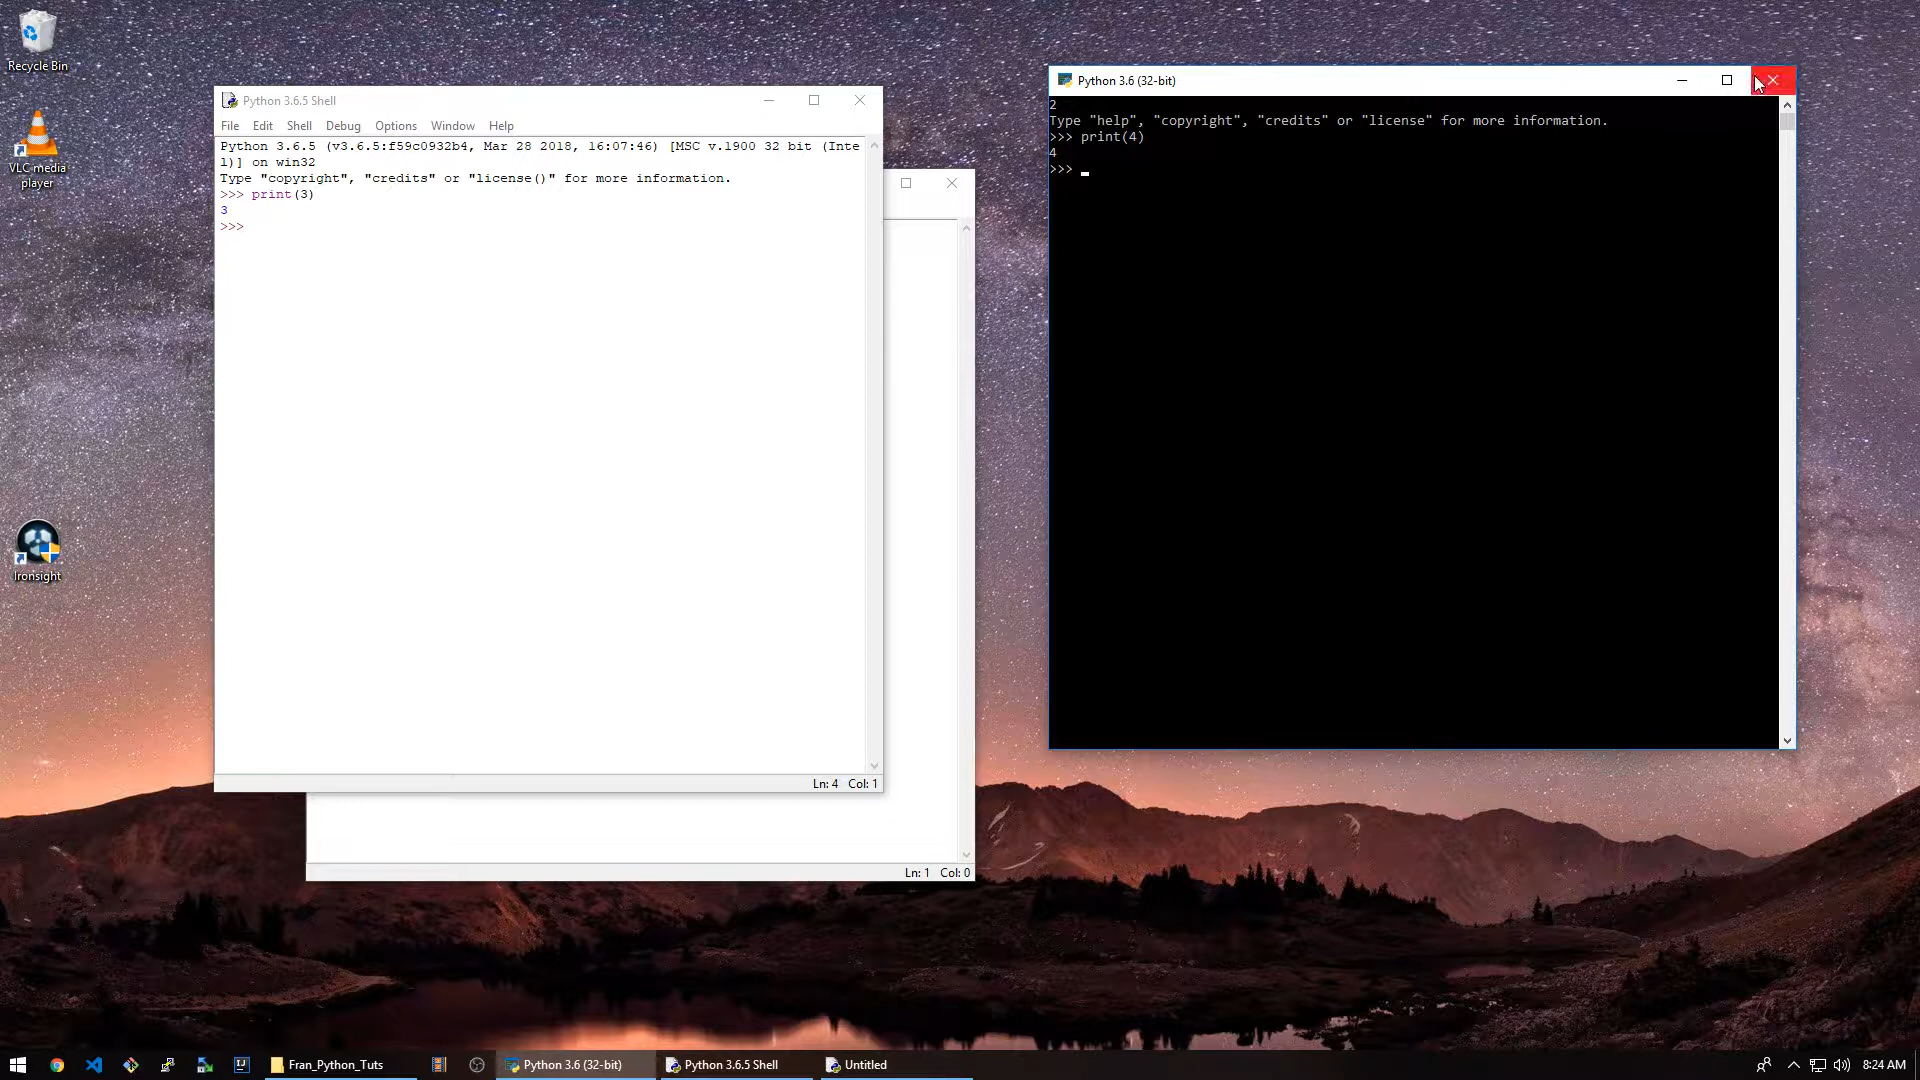 Recycle Bin
VLC media
player
Ironsight
Python 3.6.5 Shell
File Edit Shell Debug Options Window Help
Python 3.6.5 (v3.6.5:f59c0932b4, Mar 28 2018, 16:07:46) [MSC v.1900 32 bit (Inte
l)] on win32
Type "copyright", "credits" or "license()" for more information.
>>> print(3)
3
>>>
Ln: 4 Col: 1
Ln: 1 Col: 0
Python 3.6 (32-bit)
2
Type "help", "copyright", "credits" or "license" for more information.
>>> print(4)
4
>>>
Fran_Python_Tuts
Python 3.6 (32-bit)
Python 3.6.5 Shell
Untitled
8:24 AM